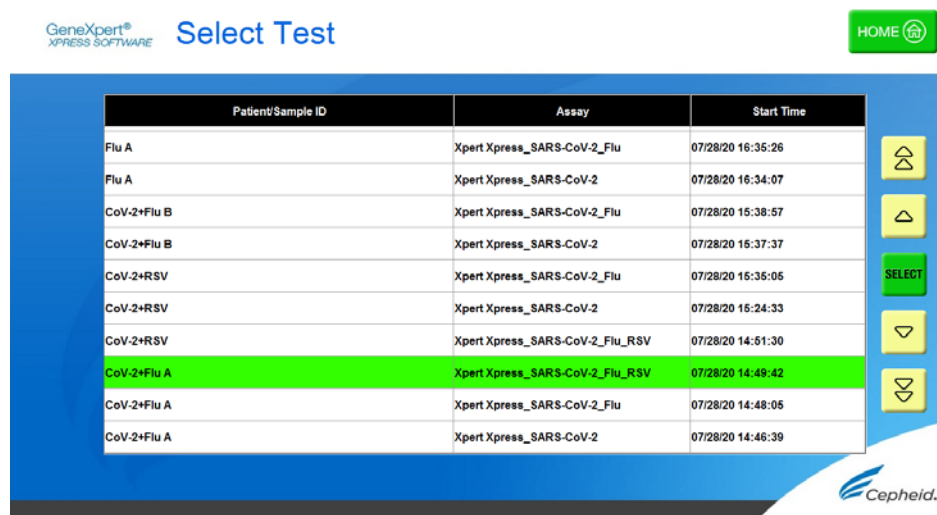 GeneXpert®
XPRESS SOFTWARE
Select Test
HOME
Patient/Sample ID Assay Start Time
Flu A Xpert Xpress_SARS-CoV-2_Flu 07/28/20 16:35:26
Flu A Xpert Xpress_SARS-CoV-2 07/28/20 16:34:07
CoV-2+Flu B Xpert Xpress_SARS-CoV-2_Flu 07/28/20 15:38:57
CoV-2+Flu B Xpert Xpress_SARS-CoV-2 07/28/20 15:37:37
CoV-2+RSV Xpert Xpress_SARS-CoV-2_Flu 07/28/20 15:35:05
CoV-2+RSV Xpert Xpress_SARS-CoV-2 07/28/20 15:24:33
CoV-2+RSV Xpert Xpress_SARS-CoV-2_Flu_RSV 07/28/20 14:51:30
CoV-2+Flu A Xpert Xpress_SARS-CoV-2_Flu_RSV 07/28/20 14:49:42
CoV-2+Flu A Xpert Xpress_SARS-CoV-2_Flu 07/28/20 14:48:05
CoV-2+Flu A Xpert Xpress_SARS-CoV-2 07/28/20 14:46:39
SELECT
Cepheid.